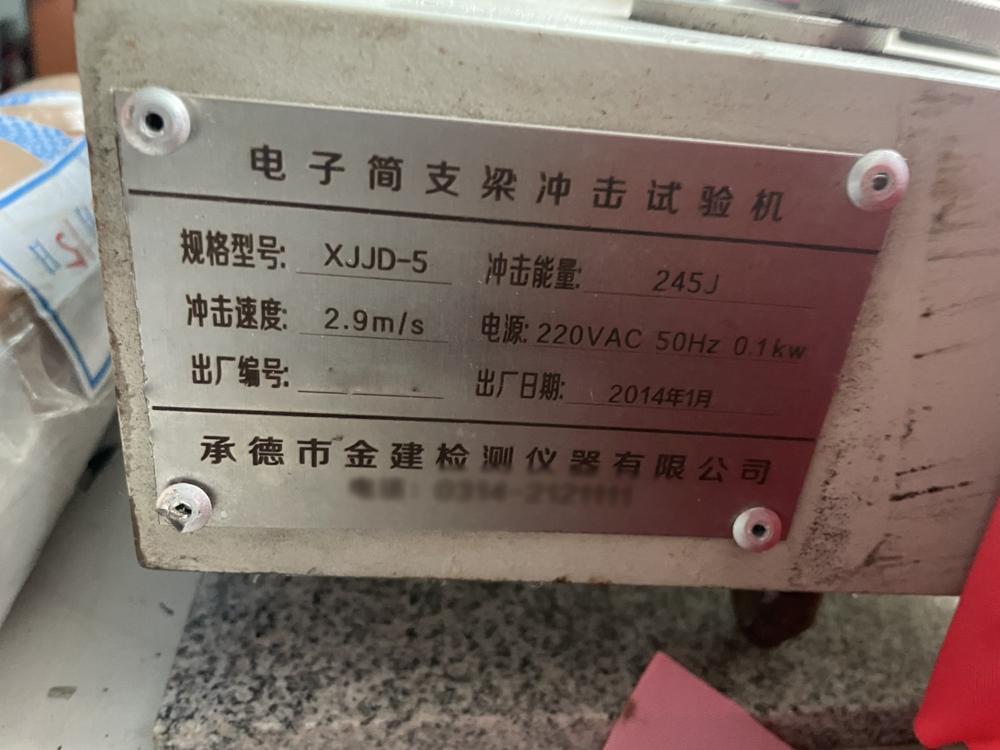 电子简支梁冲击试验机
规格型号: XJJD-5 冲击能量: 245J
冲击速度: 2.9m/s 电源: 220VAC 50Hz 0.1kw
出厂编号: 出厂日期: 2014年1月
承德市金建检测仪器有限公司